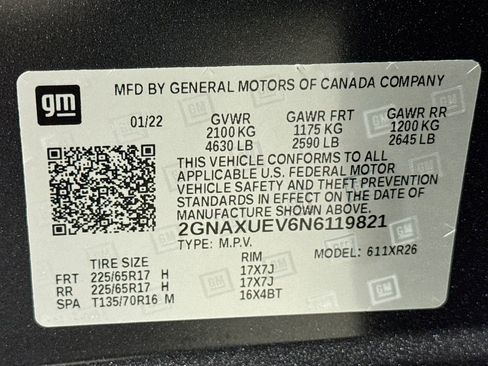 gm
MFD BY GENERAL MOTORS OF CANADA COMPANY
01/22 GVWR GAWR FRT GAWR RR
2100 KG 1175 KG 1200 KG
4630 LB 2590 LB 2645 LB
THIS VEHICLE CONFORMS TO ALL
APPLICABLE U.S. FEDERAL MOTOR
VEHICLE SAFETY AND THEFT PREVENTION
STANDARDS IN EFFECT ON THE DATE OF
MANUFACTURE SHOWN ABOVE.
2GNAXUEV6N6119821
TYPE: M.P.V. MODEL: 611XR26
TIRE SIZE RIM
FRT 225/65R17 H 17X7J
RR 225/65R17 H 17X7J
SPA T135/70R16 M 16X4BT